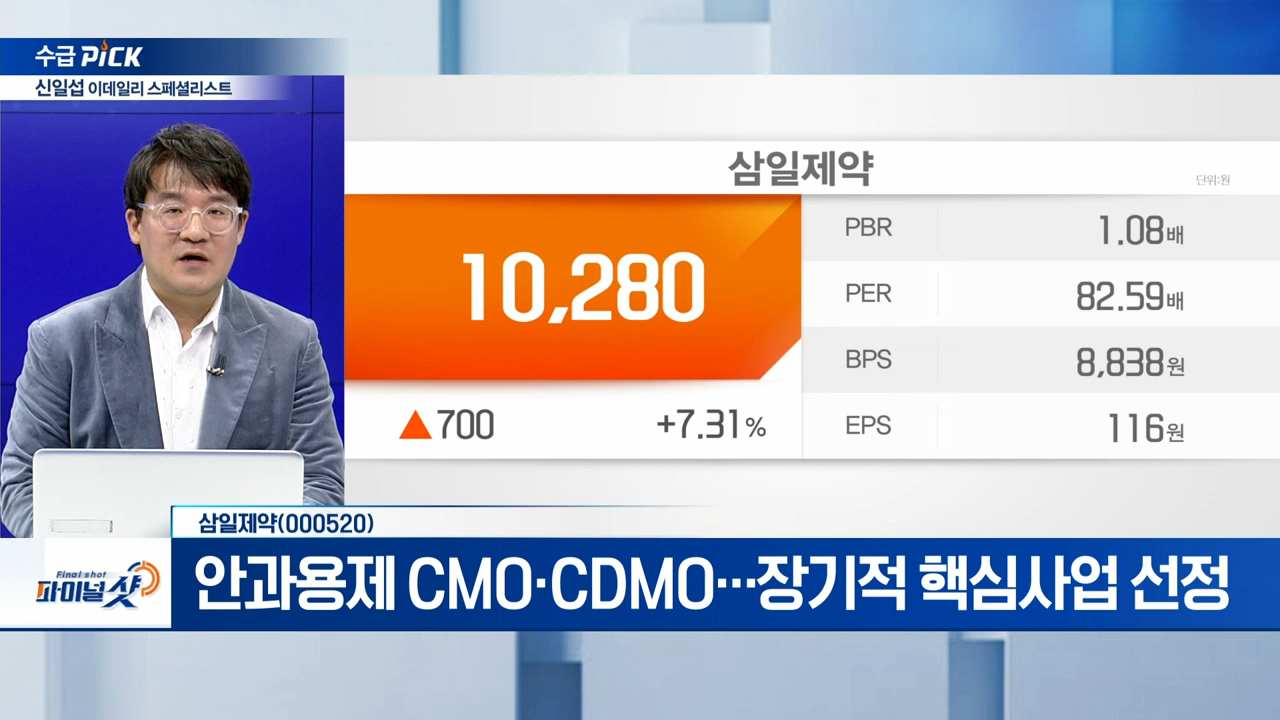 수급 PiCK
신일섭 이데일리 스페셜리스트
삼일제약
단위:원
10,280
▲700 +7.31%
PBR 1.08배
PER 82.59배
BPS 8,838원
EPS 116원
삼일제약(000520)
Final shot
파이널샷
안과용제 CMO·CDMO…장기적 핵심사업 선정